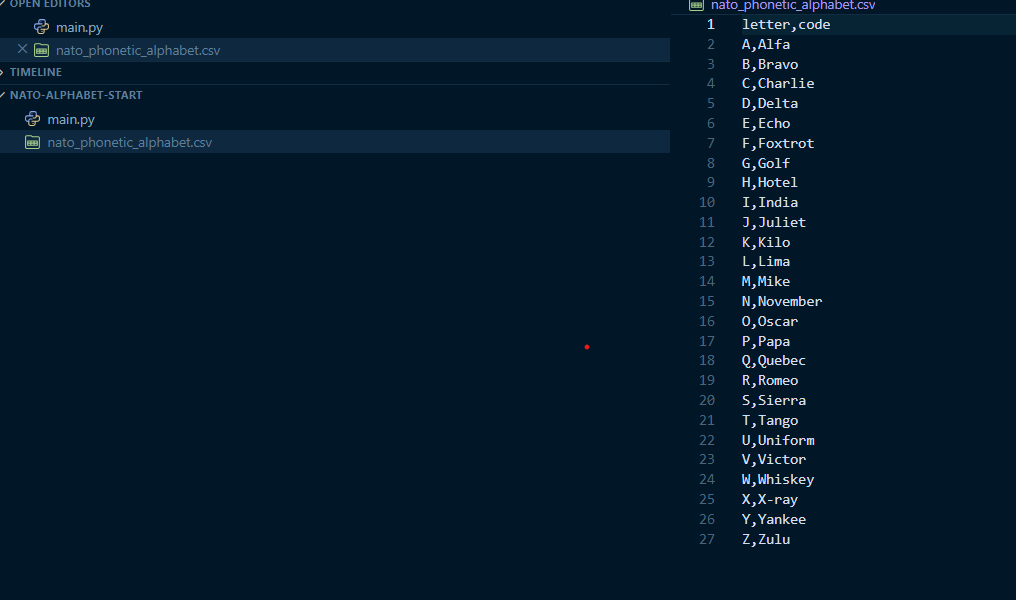 OPEN EDITORS
main.py
nato_phonetic_alphabet.csv
TIMELINE
NATO-ALPHABET-START
main.py
nato_phonetic_alphabet.csv
nato_phonetic_alphabet.csv
1 letter,code
2 A,Alfa
3 B,Bravo
4 C,Charlie
5 D,Delta
6 E,Echo
7 F,Foxtrot
8 G,Golf
9 H,Hotel
10 I,India
11 J,Juliet
12 K,Kilo
13 L,Lima
14 M,Mike
15 N,November
16 O,Oscar
17 P,Papa
18 Q,Quebec
19 R,Romeo
20 S,Sierra
21 T,Tango
22 U,Uniform
23 V,Victor
24 W,Whiskey
25 X,X-ray
26 Y,Yankee
27 Z,Zulu